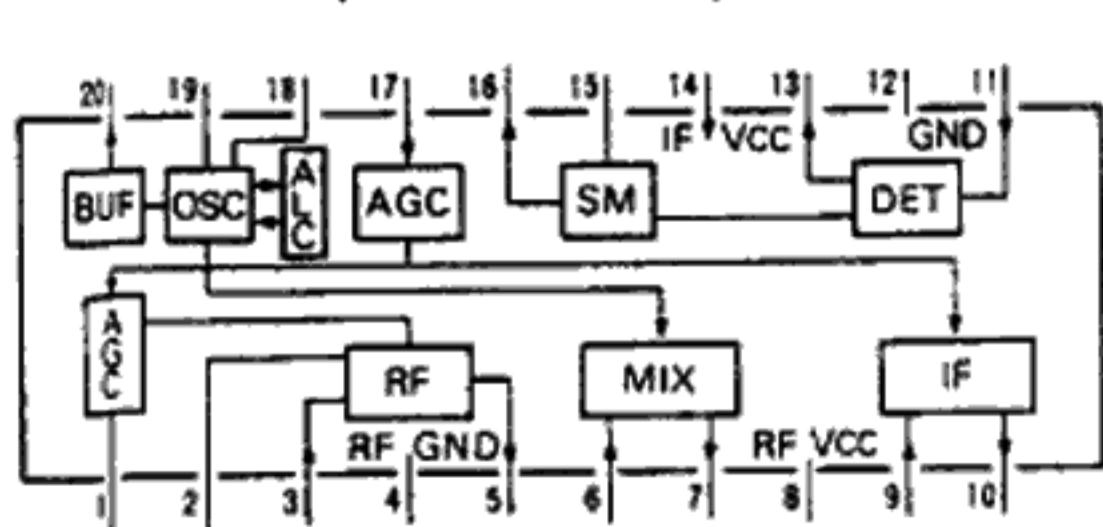 20 19 18 17 16 15 14 13 12 11
IF VCC GND
BUF OSC ALC AGC SM DET
AGC RF MIX IF
RF GND RF VCC
1 2 3 4 5 6 7 8 9 10